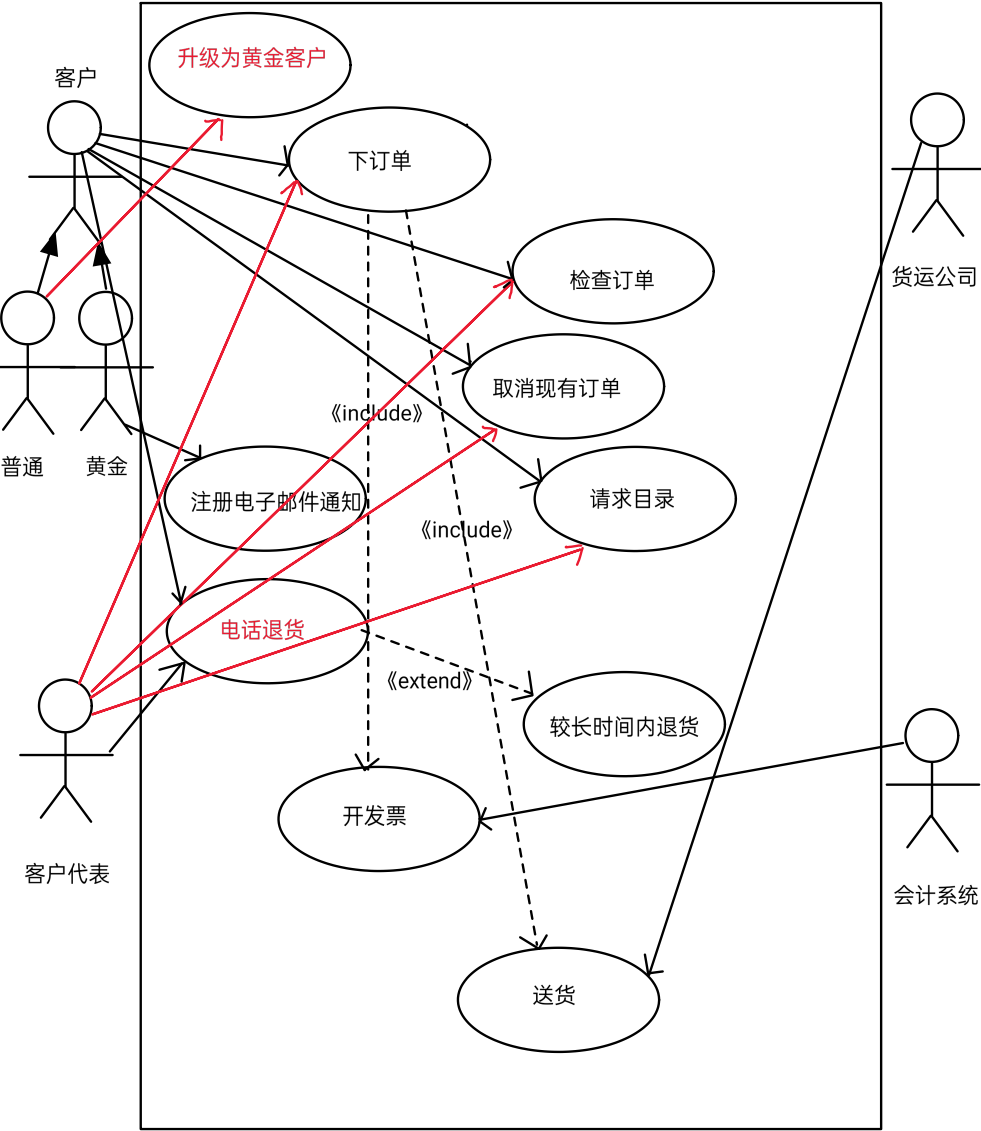 升级为黄金客户
客户
下订单
货运公司
检查订单
取消现有订单
《include》
普通
黄金
注册电子邮件通知
请求目录
《include》
电话退货
《extend》
较长时间内退货
开发票
客户代表
会计系统
送货